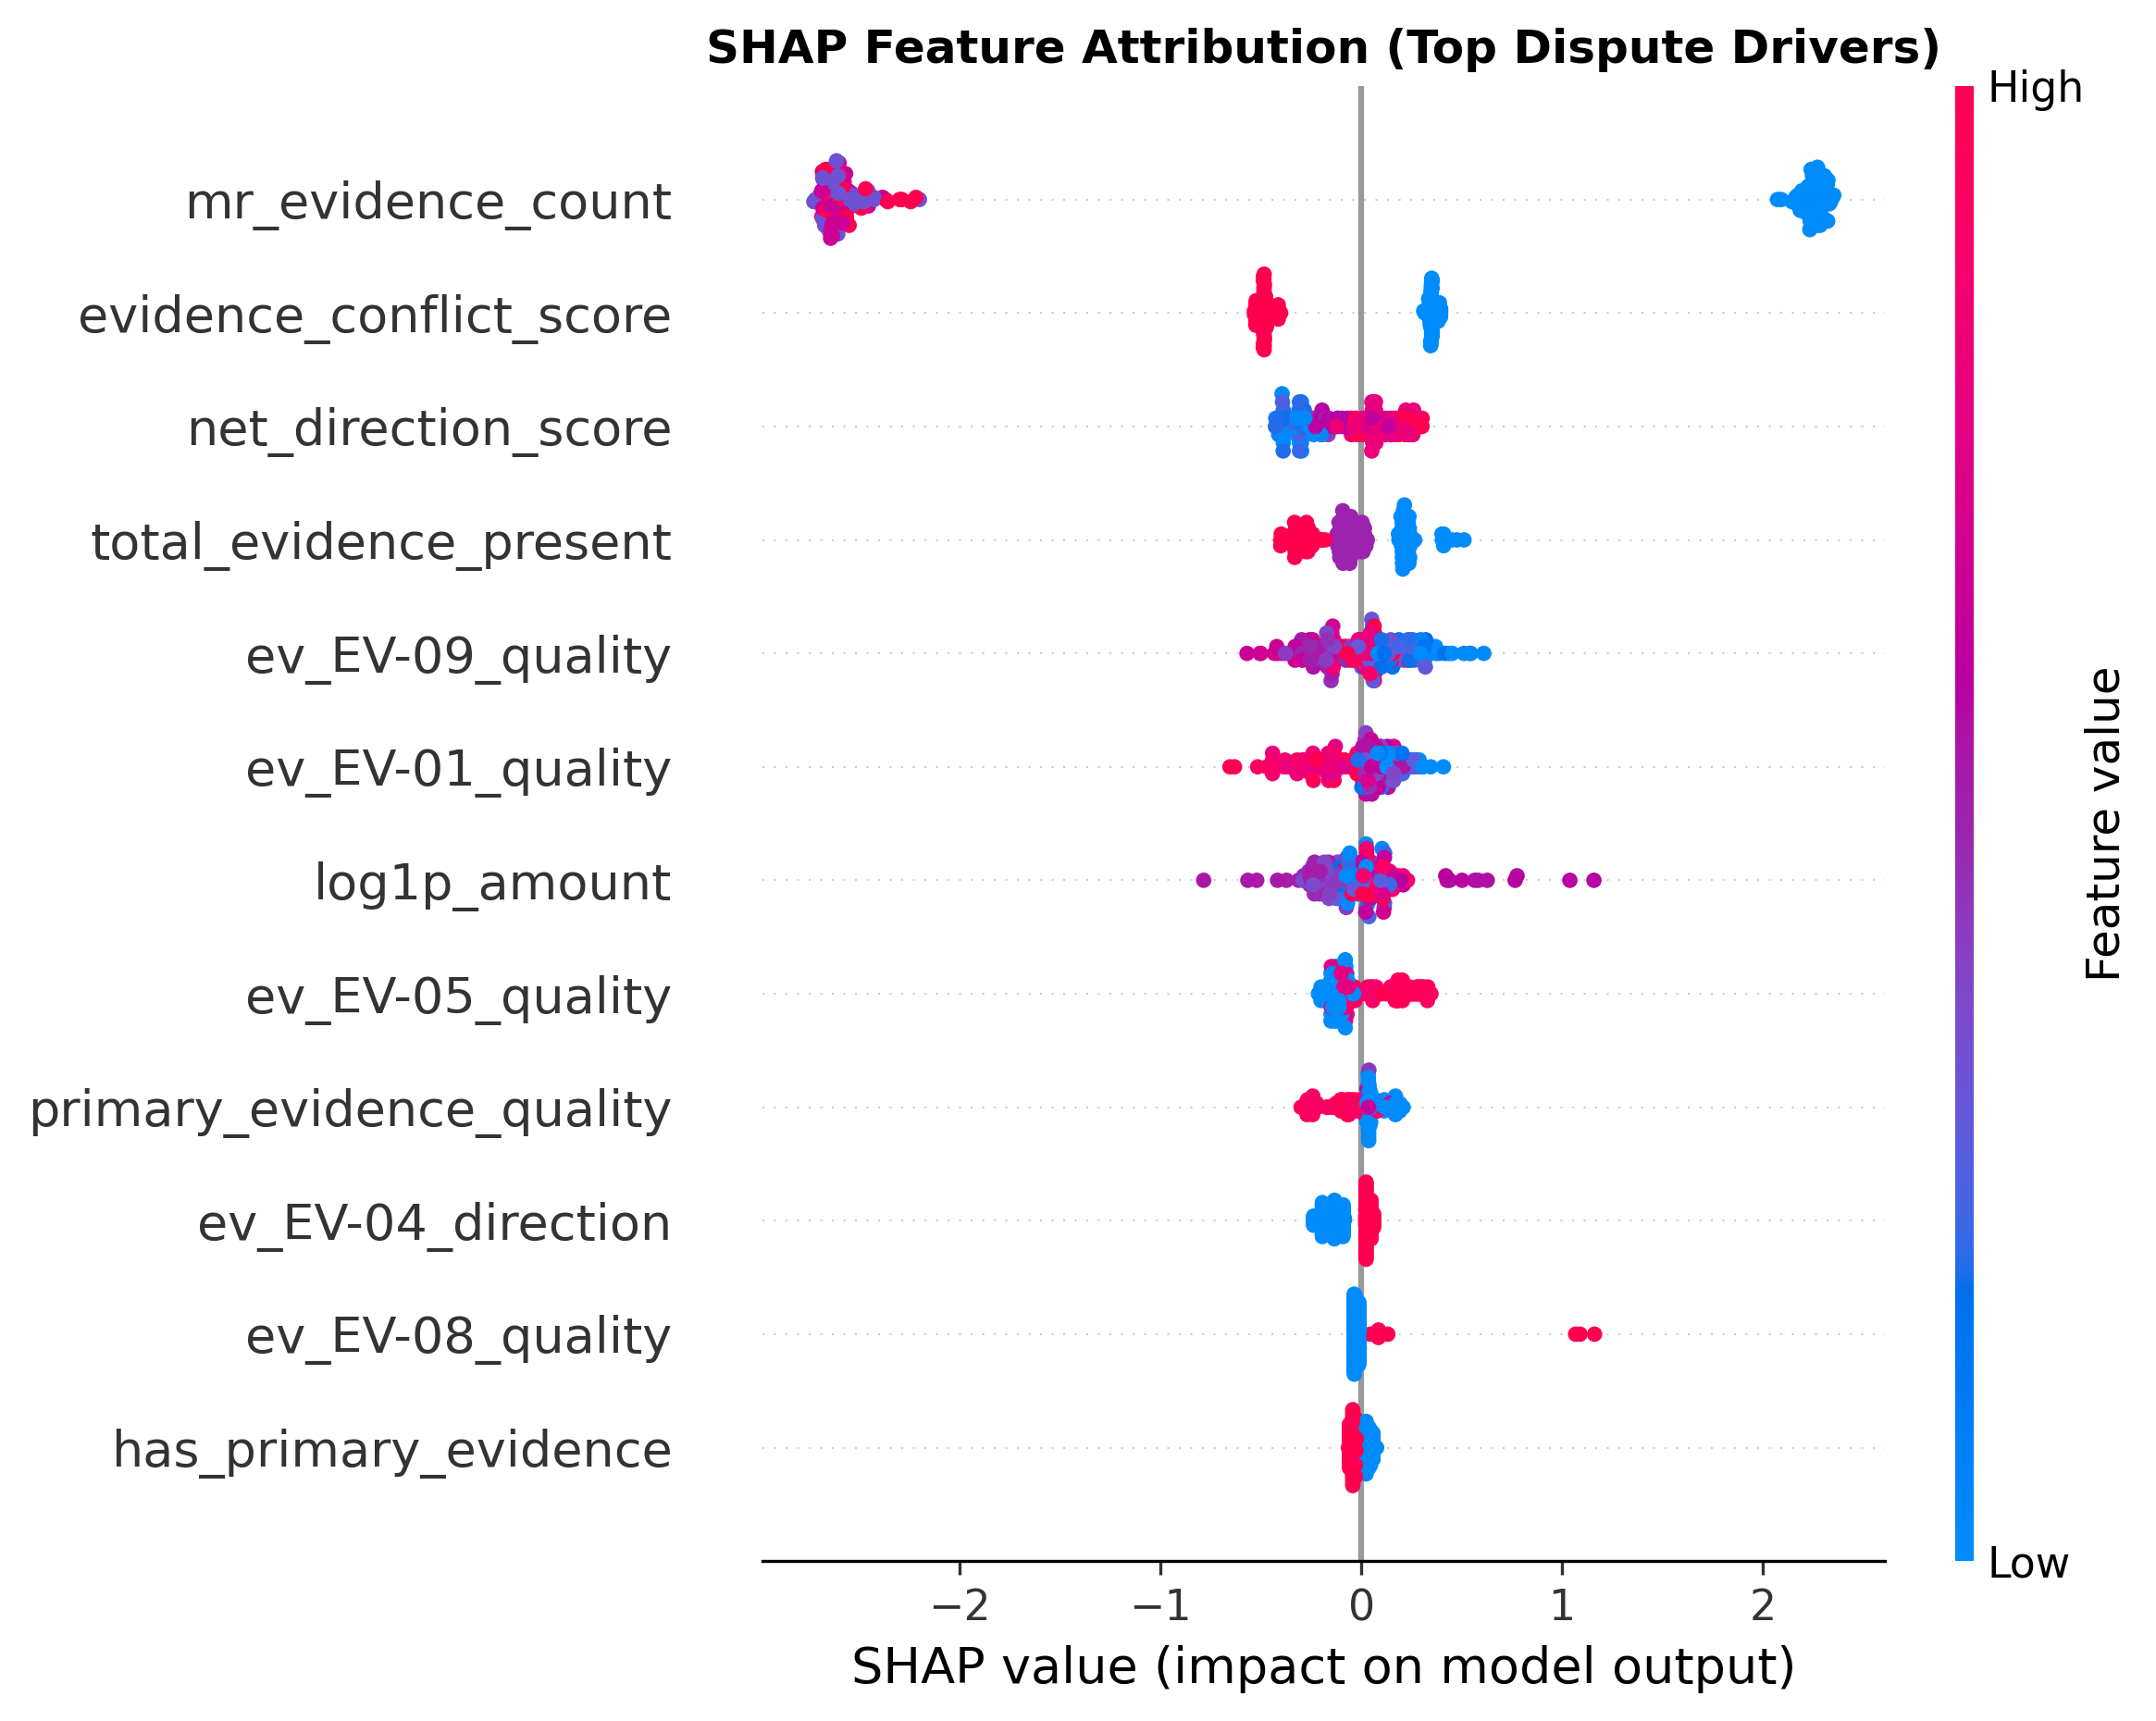 SHAP Feature Attribution (Top Dispute Drivers)
High
mr_evidence_count
evidence_conflict_score
net_direction_score
total_evidence_present
ev_EV-09_quality
ev_EV-01_quality
log1p_amount
ev_EV-05_quality
primary_evidence_quality
ev_EV-04_direction
ev_EV-08_quality
has_primary_evidence
Feature value
Low
−2 −1 0 1 2
SHAP value (impact on model output)